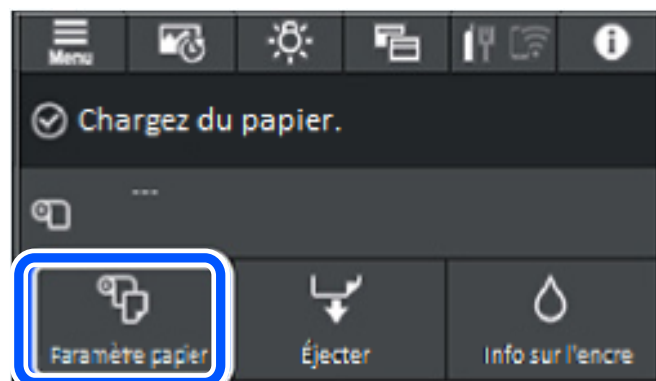 Menu
Chargez du papier.
---
Paramètre papier
Éjecter
Info sur l'encre